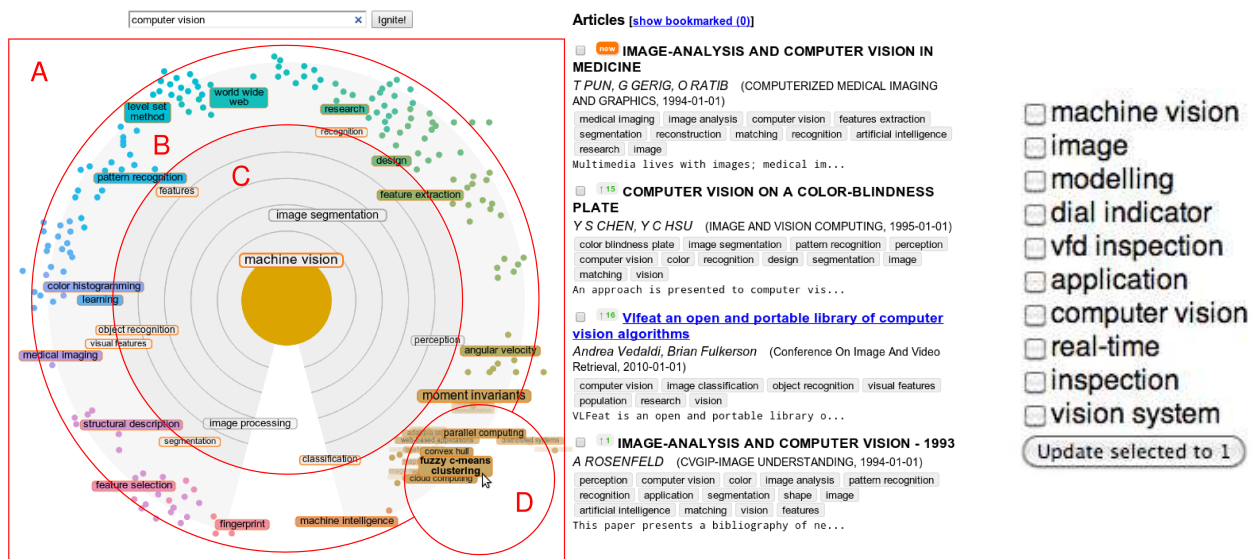 computer vision
Ignite!
A
B
C
D
level set
method
world wide
web
research
recognition
design
pattern recognition
features
feature extraction
image segmentation
machine vision
color histogramming
learning
object recognition
visual features
medical imaging
perception
angular velocity
moment invariants
structural description
image processing
segmentation
classification
parallel computing
convex hull
fuzzy c-means
clustering
cloud computing
feature selection
fingerprint
machine intelligence
Articles [show bookmarked (0)]
new IMAGE-ANALYSIS AND COMPUTER VISION IN
MEDICINE
T PUN, G GERIG, O RATIB (COMPUTERIZED MEDICAL IMAGING
AND GRAPHICS, 1994-01-01)
medical imaging image analysis computer vision features extraction
segmentation reconstruction matching recognition artificial intelligence
research image
Multimedia lives with images; medical im...
↑15 COMPUTER VISION ON A COLOR-BLINDNESS
PLATE
Y S CHEN, Y C HSU (IMAGE AND VISION COMPUTING, 1995-01-01)
color blindness plate image segmentation pattern recognition perception
computer vision color recognition design segmentation image
matching vision
An approach is presented to computer vis...
↑16 Vlfeat an open and portable library of computer
vision algorithms
Andrea Vedaldi, Brian Fulkerson (Conference On Image And Video
Retrieval, 2010-01-01)
computer vision image classification object recognition visual features
population research vision
VLFeat is an open and portable library o...
↑1 IMAGE-ANALYSIS AND COMPUTER VISION - 1993
A ROSENFELD (CVGIP-IMAGE UNDERSTANDING, 1994-01-01)
perception computer vision color image analysis pattern recognition
recognition application segmentation shape image
artificial intelligence matching vision features
This paper presents a bibliography of ne...
machine vision
image
modelling
dial indicator
vfd inspection
application
computer vision
real-time
inspection
vision system
Update selected to 1